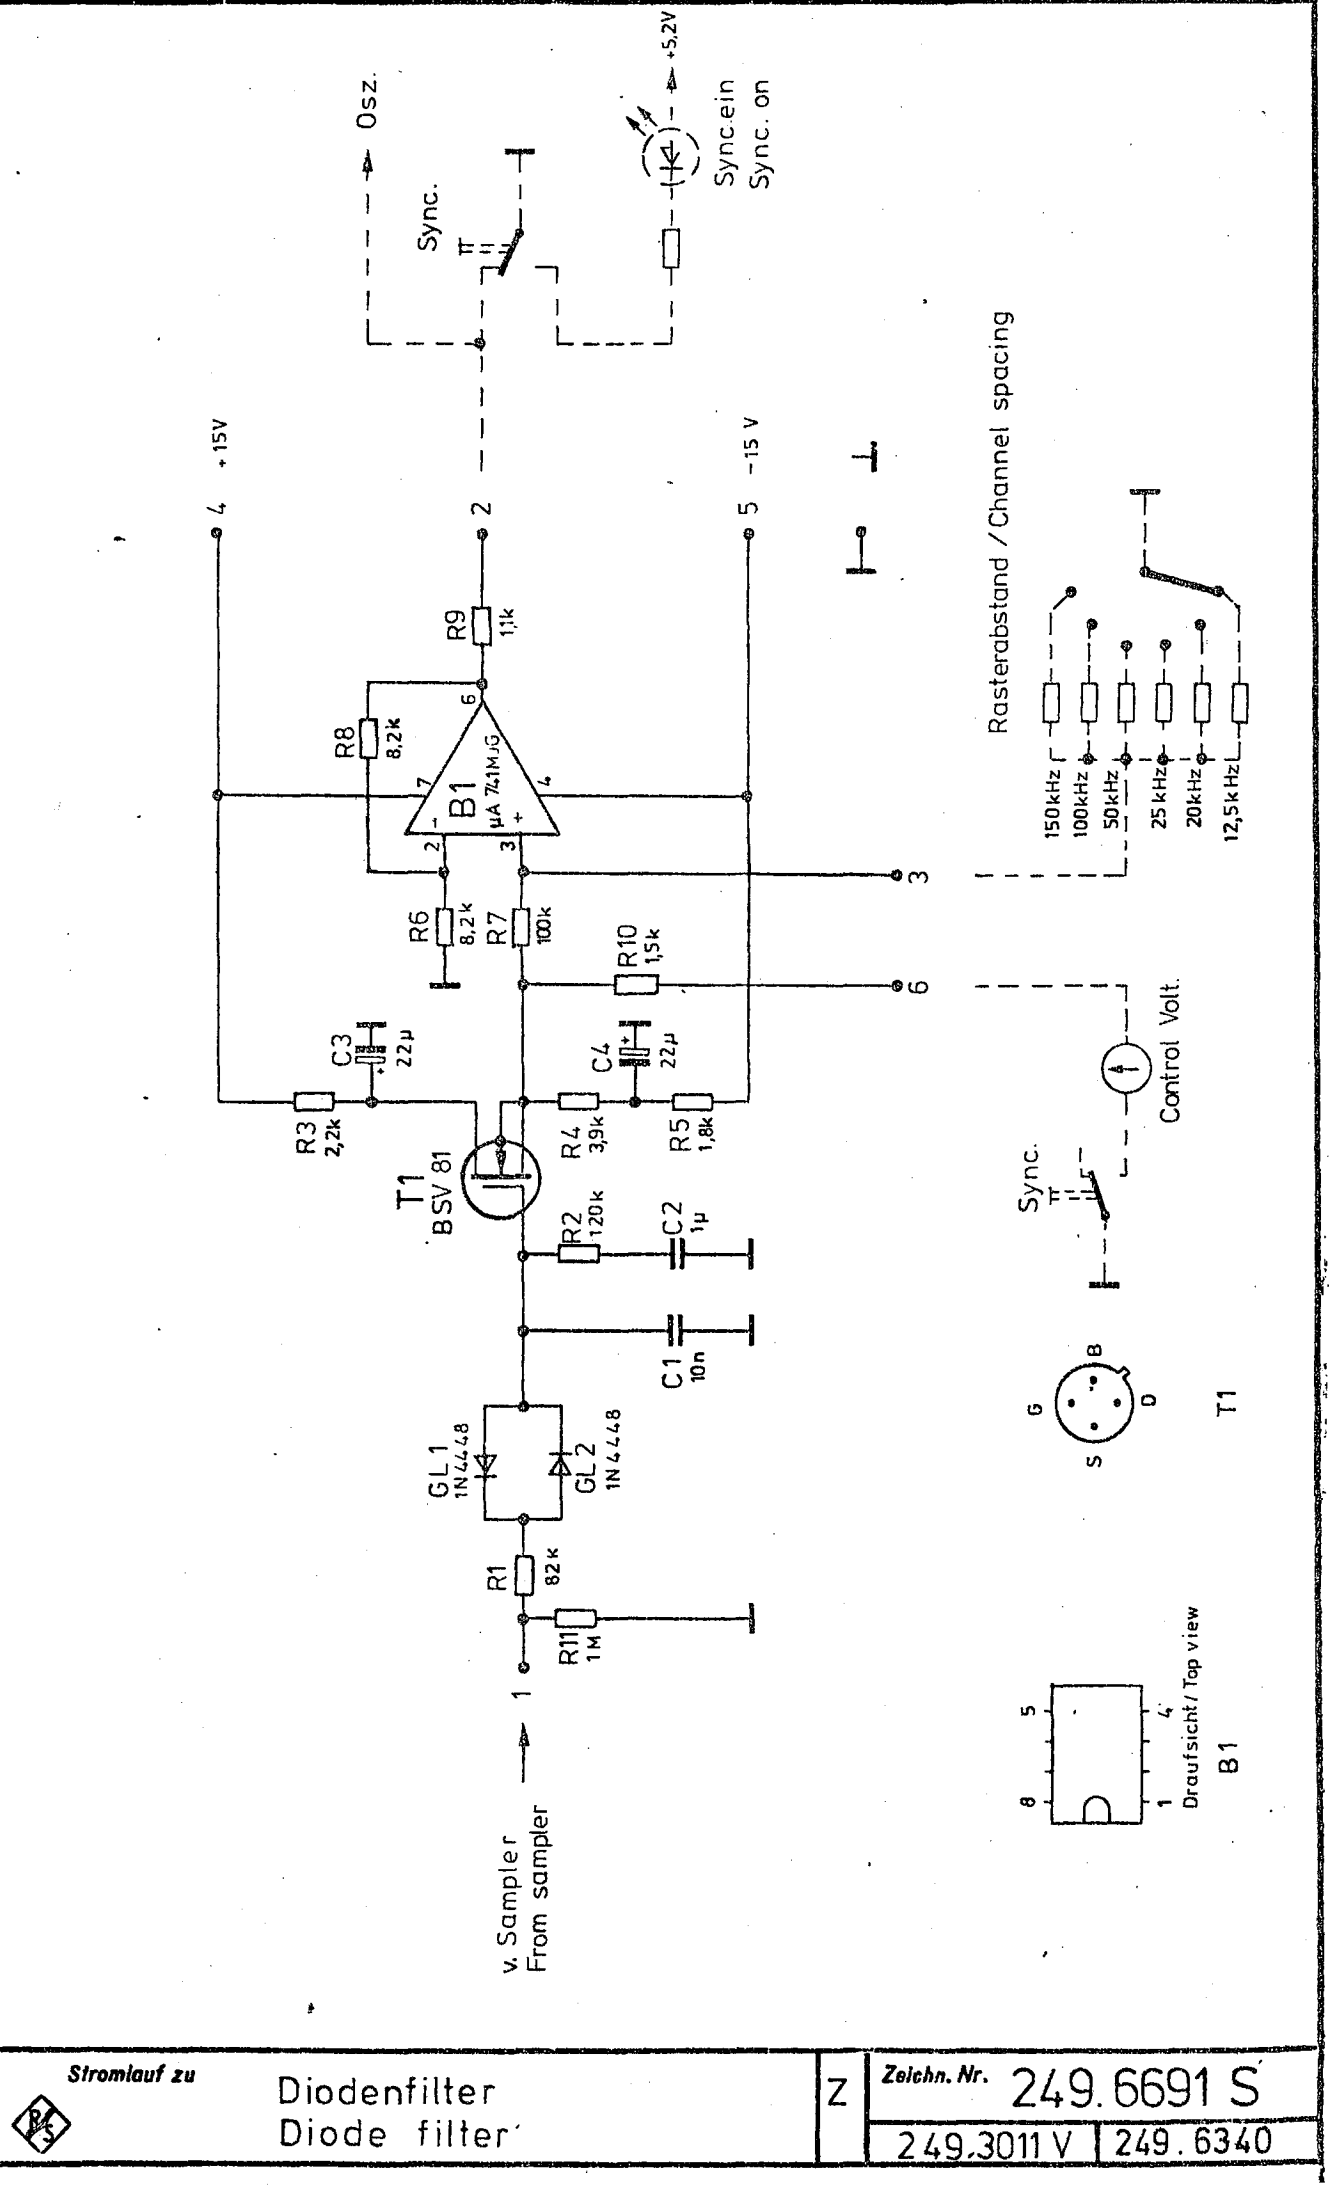 Osz.
+5,2V
Sync.
Sync.ein
Sync. on
4 +15V
2
5 -15 V
R9
1,1k
R8
8,2k
6
7
B1
µA 741MJG
4
2 -
3 +
R6
8,2k
R7
100k
R10
1,5k
3
6
C3
22µ
+
C4
22µ
+
R3
2,2k
R4
3,9k
R5
1,8k
T1
BSV 81
R2
120k
C2
1µ
C1
10n
GL1
1N4448
GL2
1N4448
R1
82k
R11
1M
1
v. Sampler
From sampler
Rasterabstand / Channel spacing
150kHz
100kHz
50kHz
25kHz
20kHz
12,5kHz
Control Volt.
Sync.
G
B
S
D
T1
8
5
1
4
Draufsicht / Top view
B1
Stromlauf zu
R/S
Diodenfilter
Diode filter
Z
Zeichn. Nr.
249.6691 S
249.3011 V
249.6340